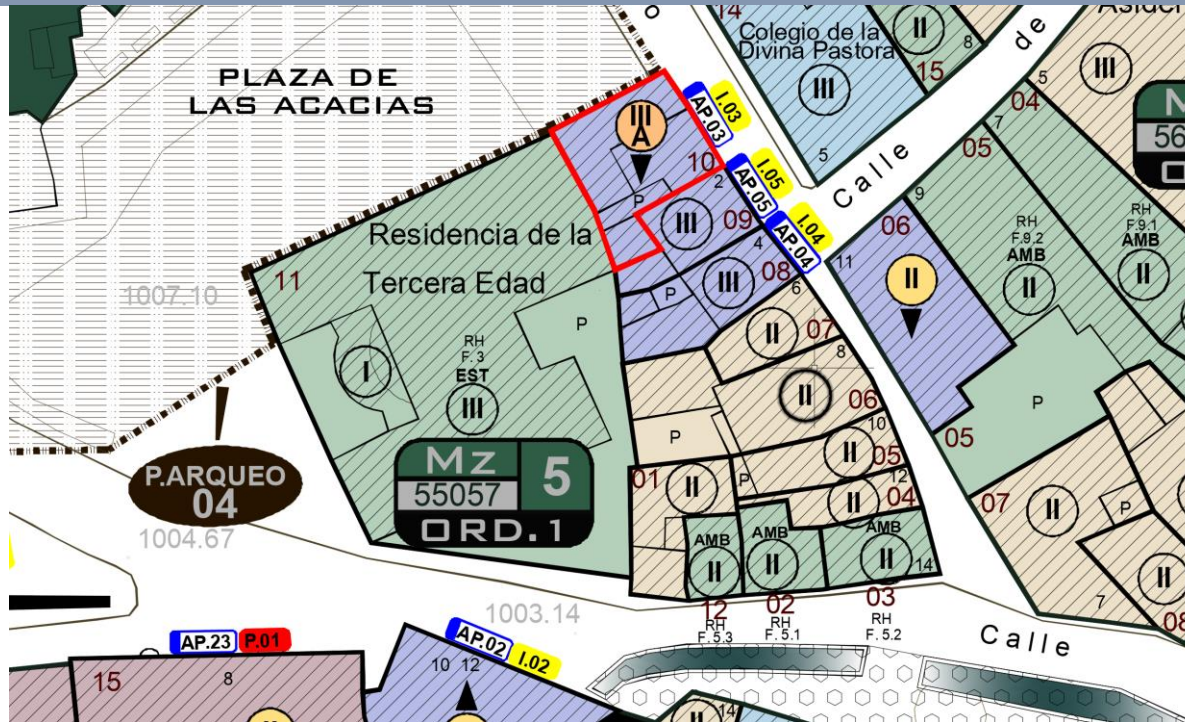 14
Colegio de la
Divina Pastora
III
5
II
8
15
de
III
5
04
PLAZA DE
LAS ACACIAS
III
A
10
P
I.03
AP.03
I.05
AP.05
I.04
AP.04
2
III
09
4
III
08
P
Calle
7
05
9
06
11
II
RH
F.9.2
AMB
II
RH
F.9.1
AMB
II
Mz
56
Residencia de la
Tercera Edad
11
1007.10
I
RH
F. 3
EST
III
P
6
II
07
8
II
06
10
II
05
12
II
04
P
P
01
II
Mz
55057
5
ORD.1
P.ARQUEO
04
1004.67
1003.14
AMB
II
12
RH
F. 5.3
AMB
II
02
RH
F. 5.1
AMB
II
14
03
RH
F. 5.2
05
P
07
II
P
7
II
08
Calle
AP.23
P.01
15
8
AP.02
I.02
10
12
II
14